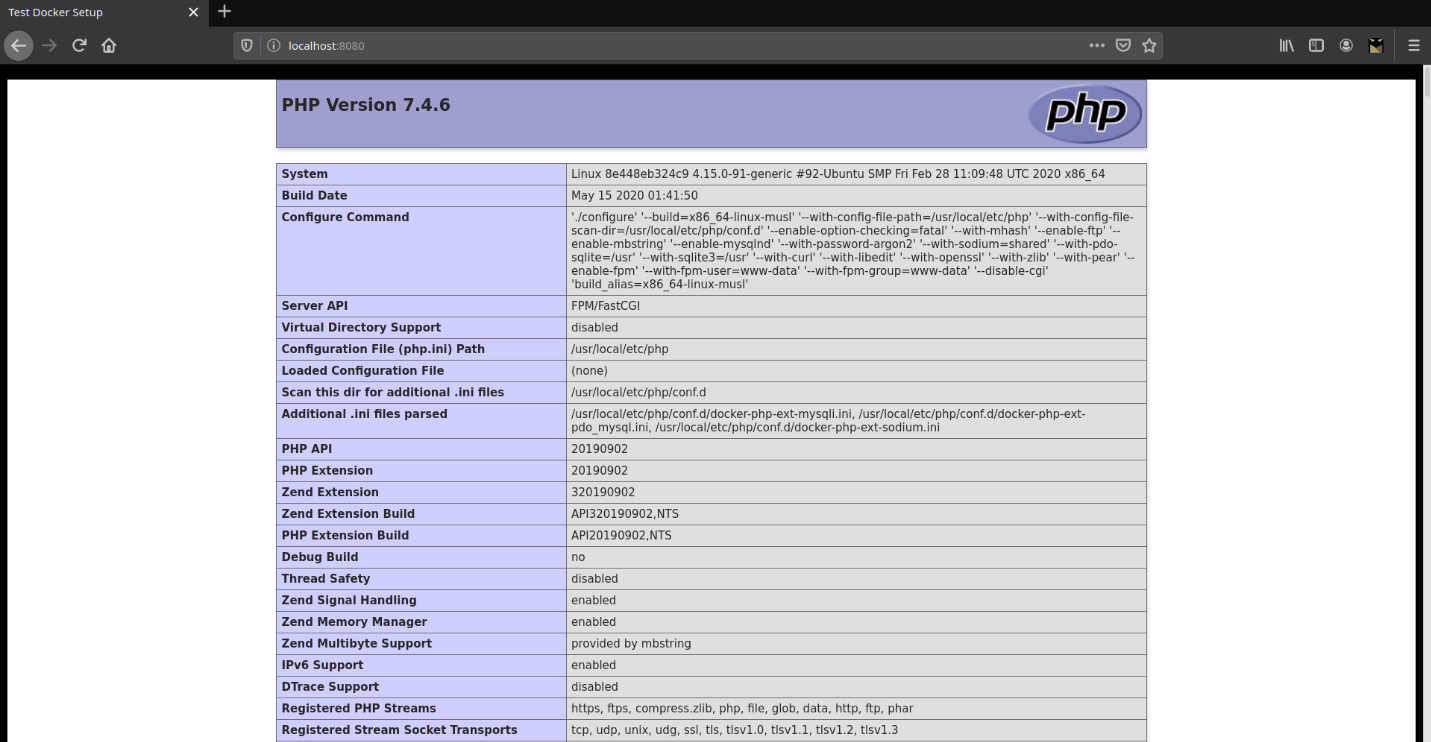 Test Docker Setup
localhost:8080
PHP Version 7.4.6
php
System
Linux 8e448eb324c9 4.15.0-91-generic #92-Ubuntu SMP Fri Feb 28 11:09:48 UTC 2020 x86_64
Build Date
May 15 2020 01:41:50
Configure Command
'./configure' '--build=x86_64-linux-musl' '--with-config-file-path=/usr/local/etc/php' '--with-config-file-
scan-dir=/usr/local/etc/php/conf.d' '--enable-option-checking=fatal' '--with-mhash' '--enable-ftp' '--
enable-mbstring' '--enable-mysqlnd' '--with-password-argon2' '--with-sodium=shared' '--with-pdo-
sqlite=/usr' '--with-sqlite3=/usr' '--with-curl' '--with-libedit' '--with-openssl' '--with-zlib' '--with-pear' '--
enable-fpm' '--with-fpm-user=www-data' '--with-fpm-group=www-data' '--disable-cgi'
'build_alias=x86_64-linux-musl'
Server API
FPM/FastCGI
Virtual Directory Support
disabled
Configuration File (php.ini) Path
/usr/local/etc/php
Loaded Configuration File
(none)
Scan this dir for additional .ini files
/usr/local/etc/php/conf.d
Additional .ini files parsed
/usr/local/etc/php/conf.d/docker-php-ext-mysqli.ini, /usr/local/etc/php/conf.d/docker-php-ext-
pdo_mysql.ini, /usr/local/etc/php/conf.d/docker-php-ext-sodium.ini
PHP API
20190902
PHP Extension
20190902
Zend Extension
320190902
Zend Extension Build
API320190902,NTS
PHP Extension Build
API20190902,NTS
Debug Build
no
Thread Safety
disabled
Zend Signal Handling
enabled
Zend Memory Manager
enabled
Zend Multibyte Support
provided by mbstring
IPv6 Support
enabled
DTrace Support
disabled
Registered PHP Streams
https, ftps, compress.zlib, php, file, glob, data, http, ftp, phar
Registered Stream Socket Transports
tcp, udp, unix, udg, ssl, tls, tlsv1.0, tlsv1.1, tlsv1.2, tlsv1.3